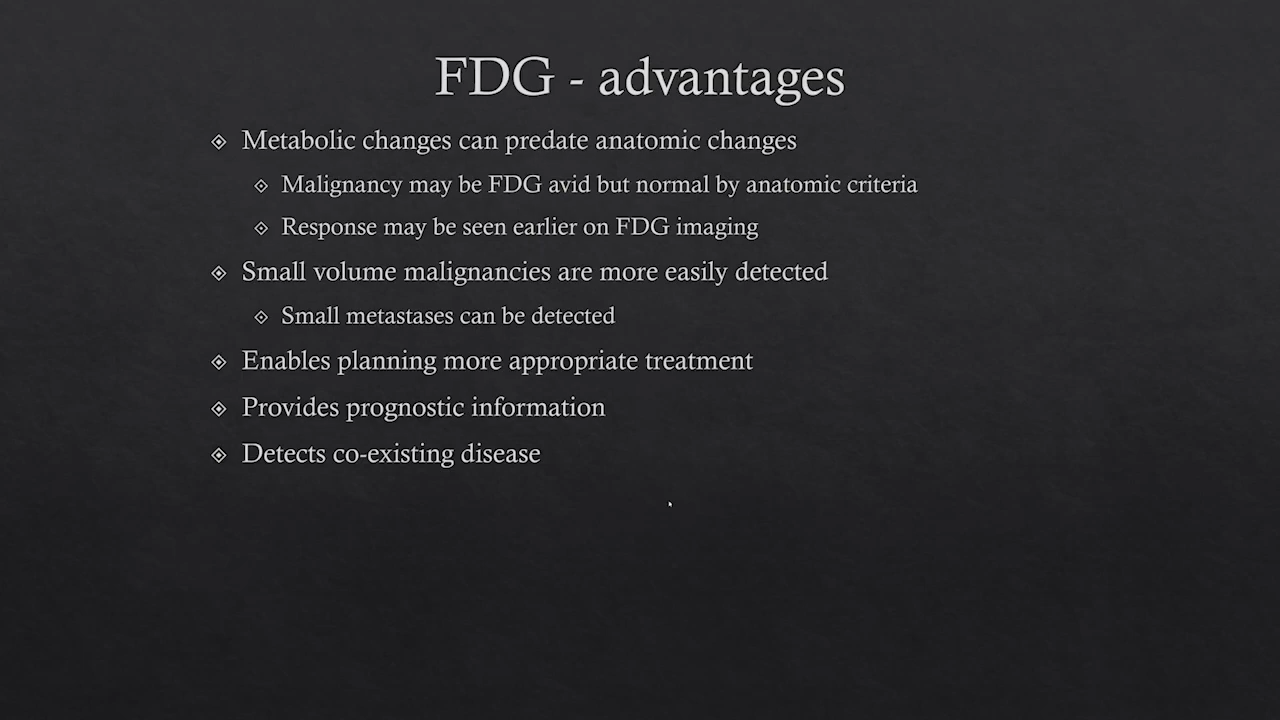 FDG - advantages
Metabolic changes can predate anatomic changes
Malignancy may be FDG avid but normal by anatomic criteria
Response may be seen earlier on FDG imaging
Small volume malignancies are more easily detected
Small metastases can be detected
Enables planning more appropriate treatment
Provides prognostic information
Detects co-existing disease